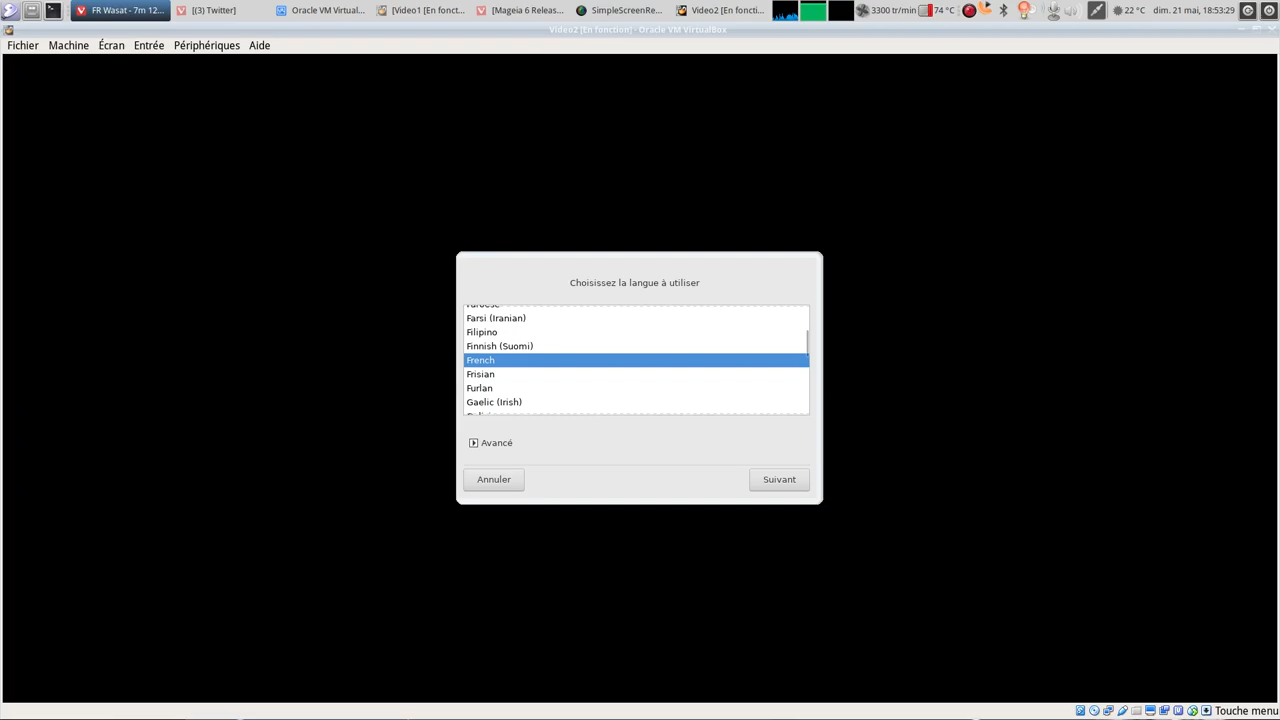 FR Wasat - 7m 12...
[(3) Twitter]
Oracle VM Virtual...
[Video1 [En fonct...
[Mageia 6 Releas...
SimpleScreenRe...
Video2 [En foncti...
3300 tr/min
74 °C
22 °C
dim. 21 mai, 18:53:29
Video2 [En fonction] - Oracle VM VirtualBox
Fichier Machine Écran Entrée Périphériques Aide
Choisissez la langue à utiliser
Faroese
Farsi (Iranian)
Filipino
Finnish (Suomi)
French
Frisian
Furlan
Gaelic (Irish)
Avancé
Annuler
Suivant
Touche menu